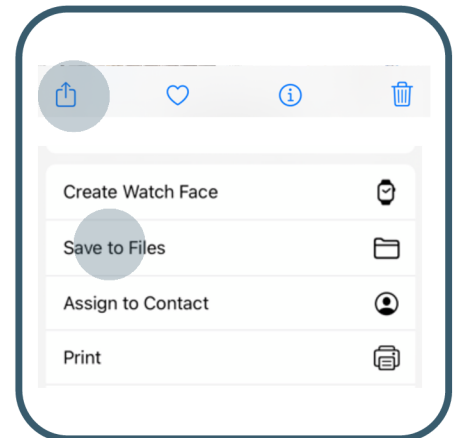 Create Watch Face
Save to Files
Assign to Contact
Print